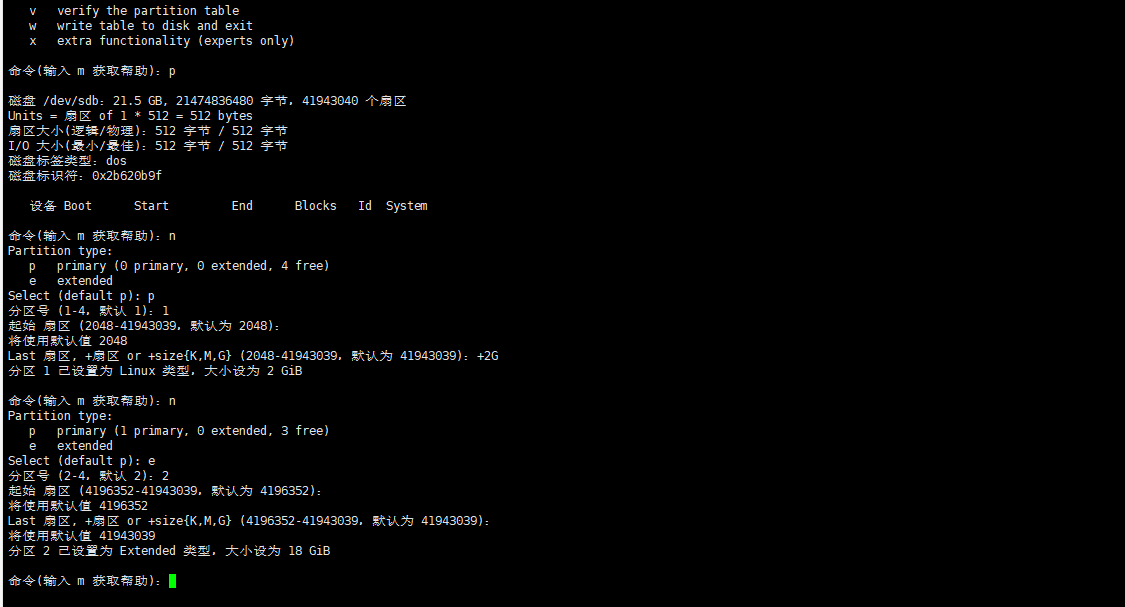 v   verify the partition table
w   write table to disk and exit
x   extra functionality (experts only)
命令(输入 m 获取帮助)：p
磁盘 /dev/sdb：21.5 GB, 21474836480 字节，41943040 个扇区
Units = 扇区 of 1 * 512 = 512 bytes
扇区大小(逻辑/物理)：512 字节 / 512 字节
I/O 大小(最小/最佳)：512 字节 / 512 字节
磁盘标签类型：dos
磁盘标识符：0x2b620b9f
设备 Boot      Start         End      Blocks   Id  System
命令(输入 m 获取帮助)：n
Partition type:
p   primary (0 primary, 0 extended, 4 free)
e   extended
Select (default p): p
分区号 (1-4，默认 1)：1
起始 扇区 (2048-41943039，默认为 2048)：
将使用默认值 2048
Last 扇区, +扇区 or +size{K,M,G} (2048-41943039，默认为 41943039)：+2G
分区 1 已设置为 Linux 类型，大小设为 2 GiB
命令(输入 m 获取帮助)：n
Partition type:
p   primary (1 primary, 0 extended, 3 free)
e   extended
Select (default p): e
分区号 (2-4，默认 2)：2
起始 扇区 (4196352-41943039，默认为 4196352)：
将使用默认值 4196352
Last 扇区, +扇区 or +size{K,M,G} (4196352-41943039，默认为 41943039)：
将使用默认值 41943039
分区 2 已设置为 Extended 类型，大小设为 18 GiB
命令(输入 m 获取帮助)：